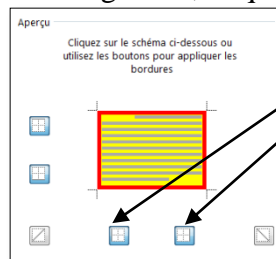 Aperçu
Cliquez sur le schéma ci-dessous ou
utilisez les boutons pour appliquer les
bordures